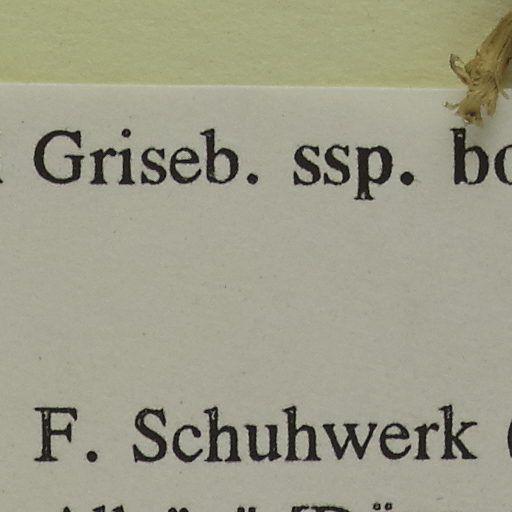 Griseb. ssp.
F. Schuhwerk (